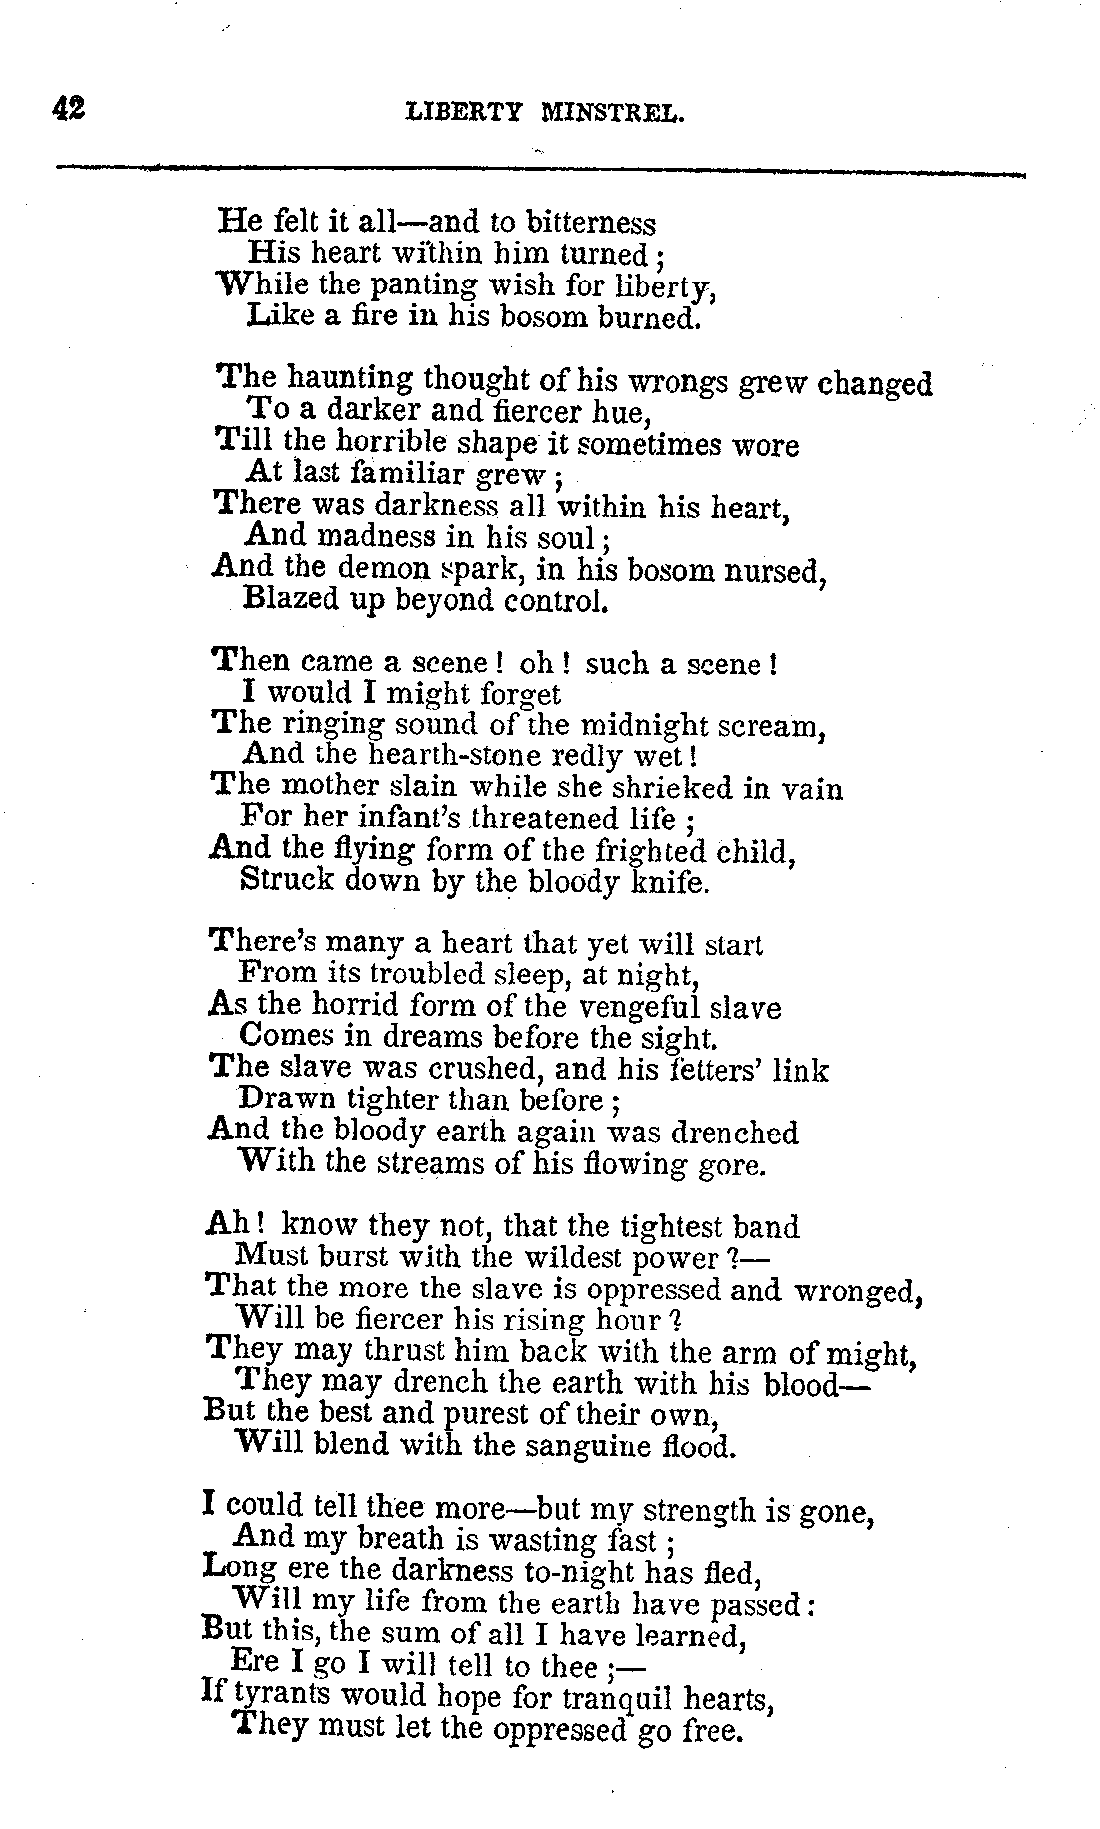 42 LIBERTY MINSTREL.
He felt it all—and to bitterness
His heart within him turned;
While the panting wish for liberty,
Like a fire in his bosom burned.
The haunting thought of his wrongs grew changed
To a darker and fiercer hue,
Till the horrible shape it sometimes wore
At last familiar grew;
There was darkness all within his heart,
And madness in his soul;
And the demon spark, in his bosom nursed,
Blazed up beyond control.
Then came a scene! oh! such a scene!
I would I might forget
The ringing sound of the midnight scream,
And the hearth-stone redly wet!
The mother slain while she shrieked in vain
For her infant's threatened life;
And the flying form of the frighted child,
Struck down by the bloody knife.
There's many a heart that yet will start
From its troubled sleep, at night,
As the horrid form of the vengeful slave
Comes in dreams before the sight.
The slave was crushed, and his fetters' link
Drawn tighter than before;
And the bloody earth again was drenched
With the streams of his flowing gore.
Ah! know they not, that the tightest band
Must burst with the wildest power?—
That the more the slave is oppressed and wronged,
Will be fiercer his rising hour?
They may thrust him back with the arm of might,
They may drench the earth with his blood—
But the best and purest of their own,
Will blend with the sanguine flood.
I could tell thee more—but my strength is gone,
And my breath is wasting fast;
Long ere the darkness to-night has fled,
Will my life from the earth have passed:
But this, the sum of all I have learned,
Ere I go I will tell to thee;—
If tyrants would hope for tranquil hearts,
They must let the oppressed go free.